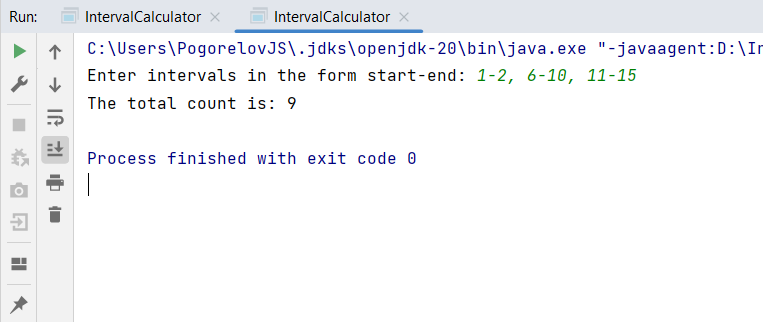 Run: IntervalCalculator × IntervalCalculator ×
C:\Users\PogorelovJS\.jdks\openjdk-20\bin\java.exe "-javaagent:D:\In
Enter intervals in the form start-end: 1-2, 6-10, 11-15
The total count is: 9
Process finished with exit code 0